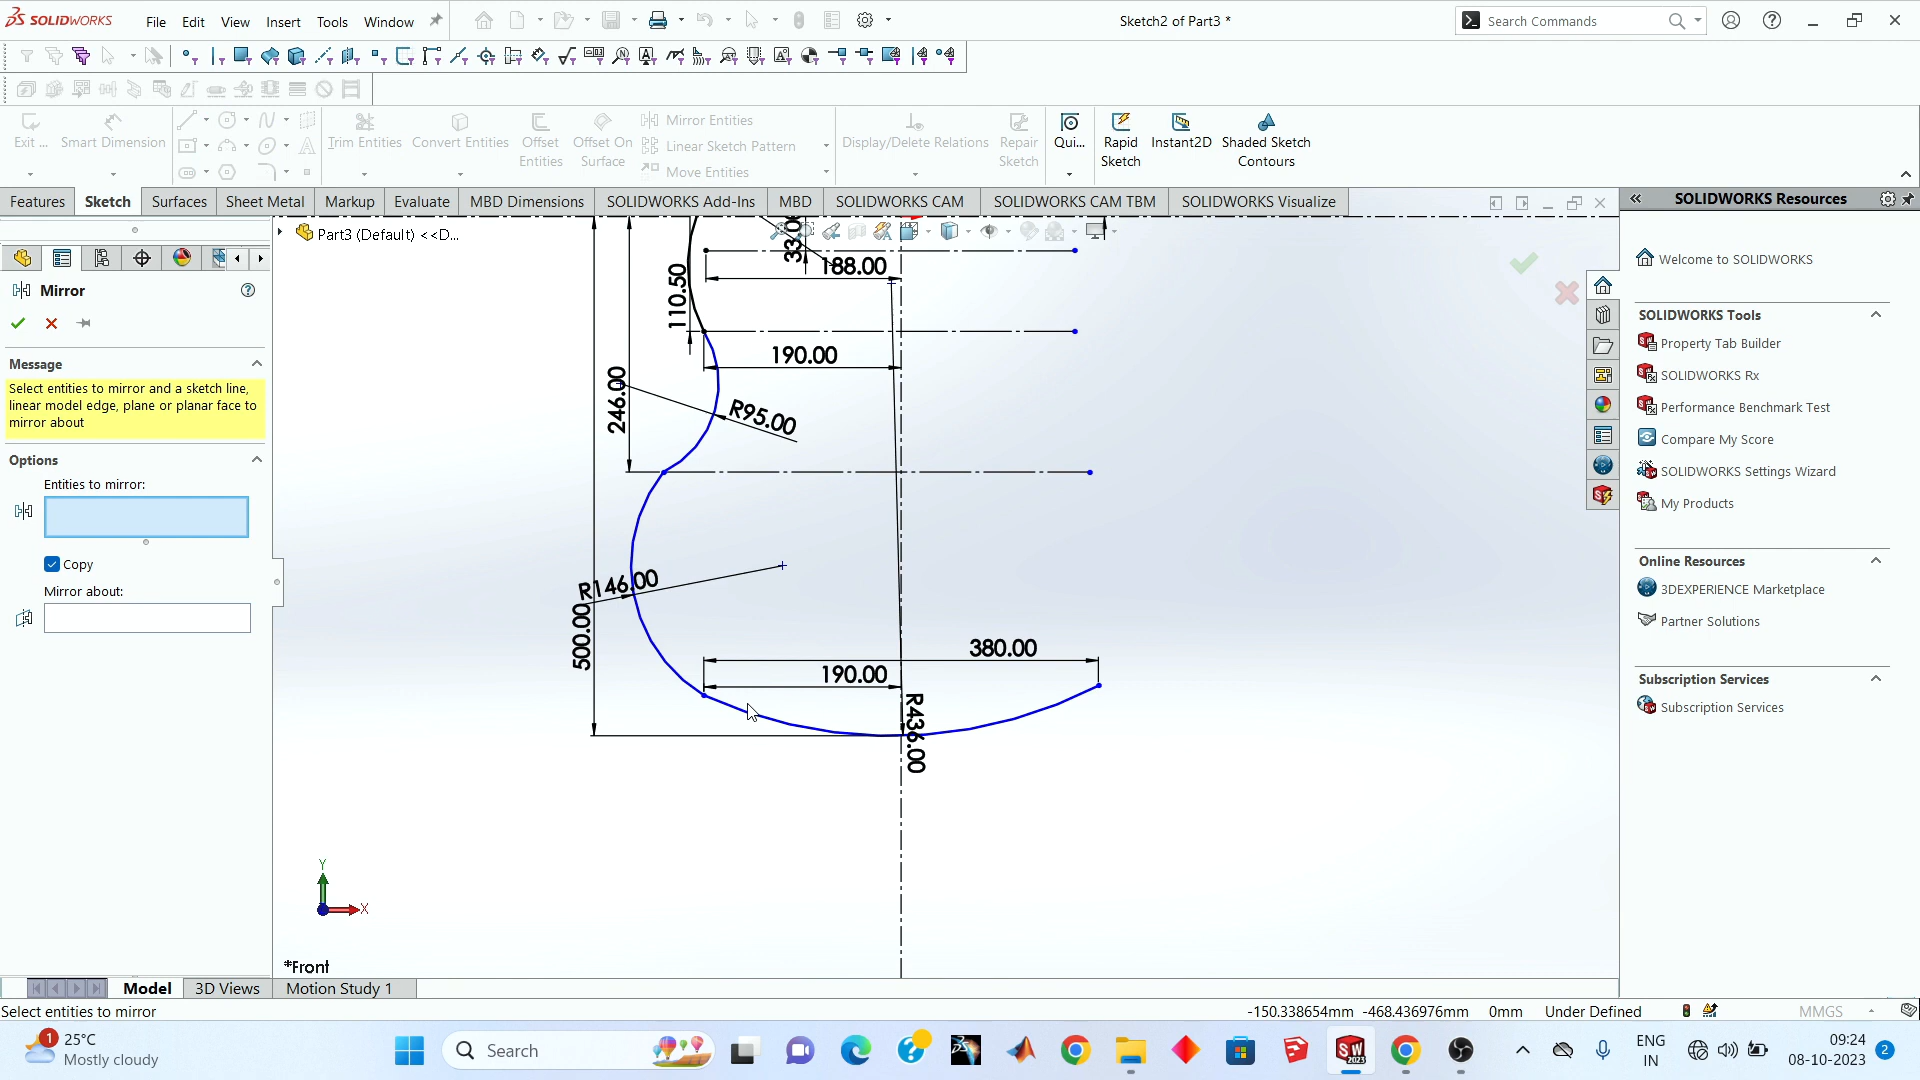 SOLIDWORKS File Edit View Insert Tools Window Sketch2 of Part3 * Search Commands
Exit ... Smart Dimension Trim Entities Convert Entities Offset Entities Offset On Surface Mirror Entities Linear Sketch Pattern Move Entities Display/Delete Relations Repair Sketch Qui... Rapid Sketch Instant2D Shaded Sketch Contours
Features Sketch Surfaces Sheet Metal Markup Evaluate MBD Dimensions SOLIDWORKS Add-Ins MBD SOLIDWORKS CAM SOLIDWORKS CAM TBM SOLIDWORKS Visualize
Part3 (Default) <<D...
Mirror
Message
Select entities to mirror and a sketch line,
linear model edge, plane or planar face to
mirror about
Options
Entities to mirror:
Copy
Mirror about:
33.00
188.00
110.50
190.00
246.00
R95.00
R146.00
500.00
380.00
190.00
R436.00
Y
X
*Front
SOLIDWORKS Resources
Welcome to SOLIDWORKS
SOLIDWORKS Tools
Property Tab Builder
SOLIDWORKS Rx
Performance Benchmark Test
Compare My Score
SOLIDWORKS Settings Wizard
My Products
Online Resources
3DEXPERIENCE Marketplace
Partner Solutions
Subscription Services
Subscription Services
Model 3D Views Motion Study 1
Select entities to mirror -150.338654mm -468.436976mm 0mm Under Defined MMGS
1 25°C
Mostly cloudy
Search
SW 2023
ENG
IN
09:24
08-10-2023
2